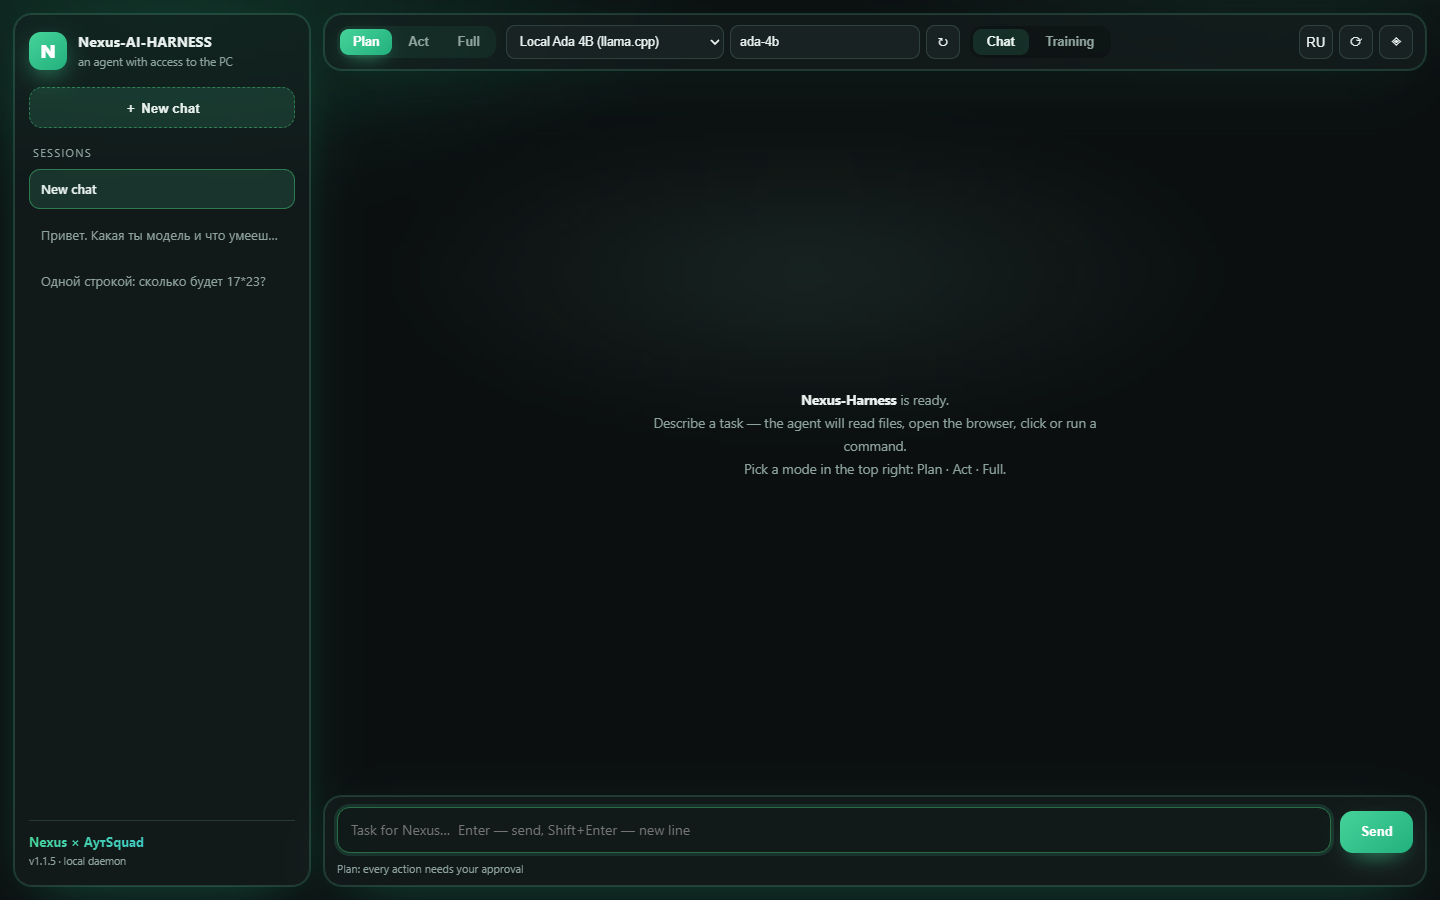 N
Nexus-AI-HARNESS
an agent with access to the PC
+ New chat
SESSIONS
New chat
Привет. Какая ты модель и что умееш...
Одной строкой: сколько будет 17*23?
Nexus × АутSquad
v1.1.5 · local daemon
Plan Act Full Local Ada 4B (llama.cpp) ada-4b ↻ Chat Training RU ⟳ ◈
Nexus-Harness is ready.
Describe a task — the agent will read files, open the browser, click or run a
command.
Pick a mode in the top right: Plan · Act · Full.
Task for Nexus... Enter — send, Shift+Enter — new line
Send
Plan: every action needs your approval